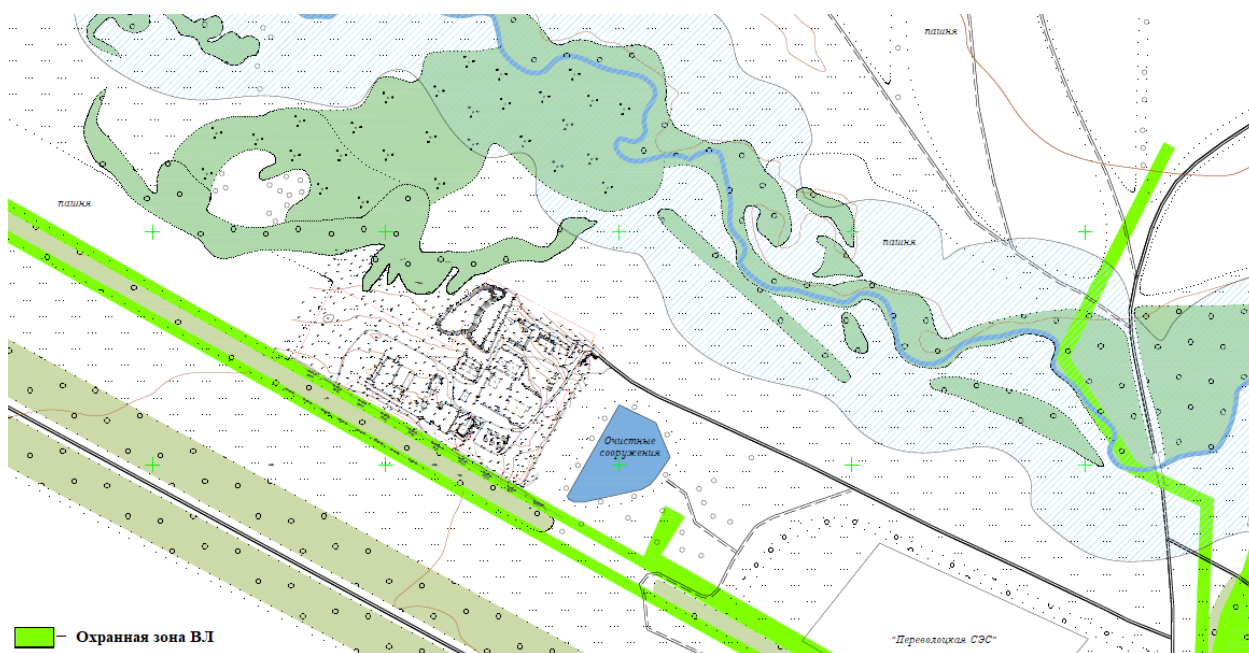 пашня
пашня
пашня
Очистные
сооружения
– Охранная зона ВЛ
"Переволоцкая СЭС"